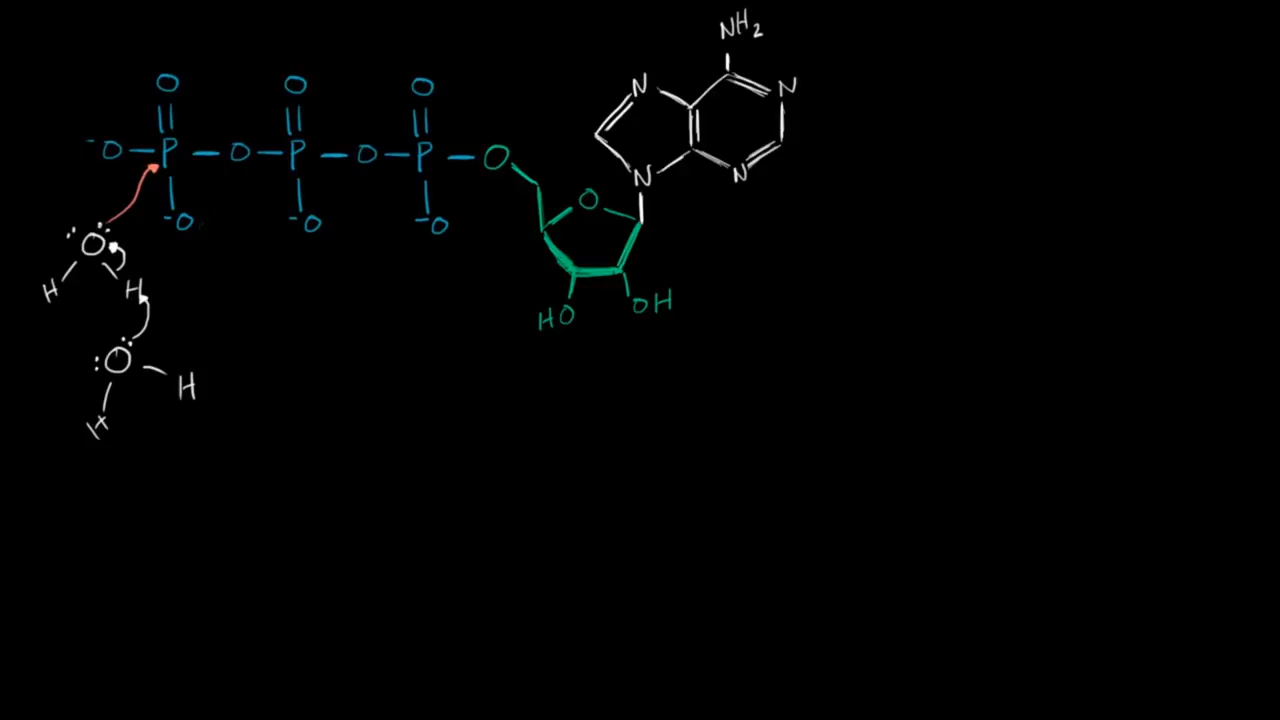 NH2
O O O N N
-O-P-O-P-O-P-O
-O -O -O N N
O
:O:
H H HO OH
:O:
H
H